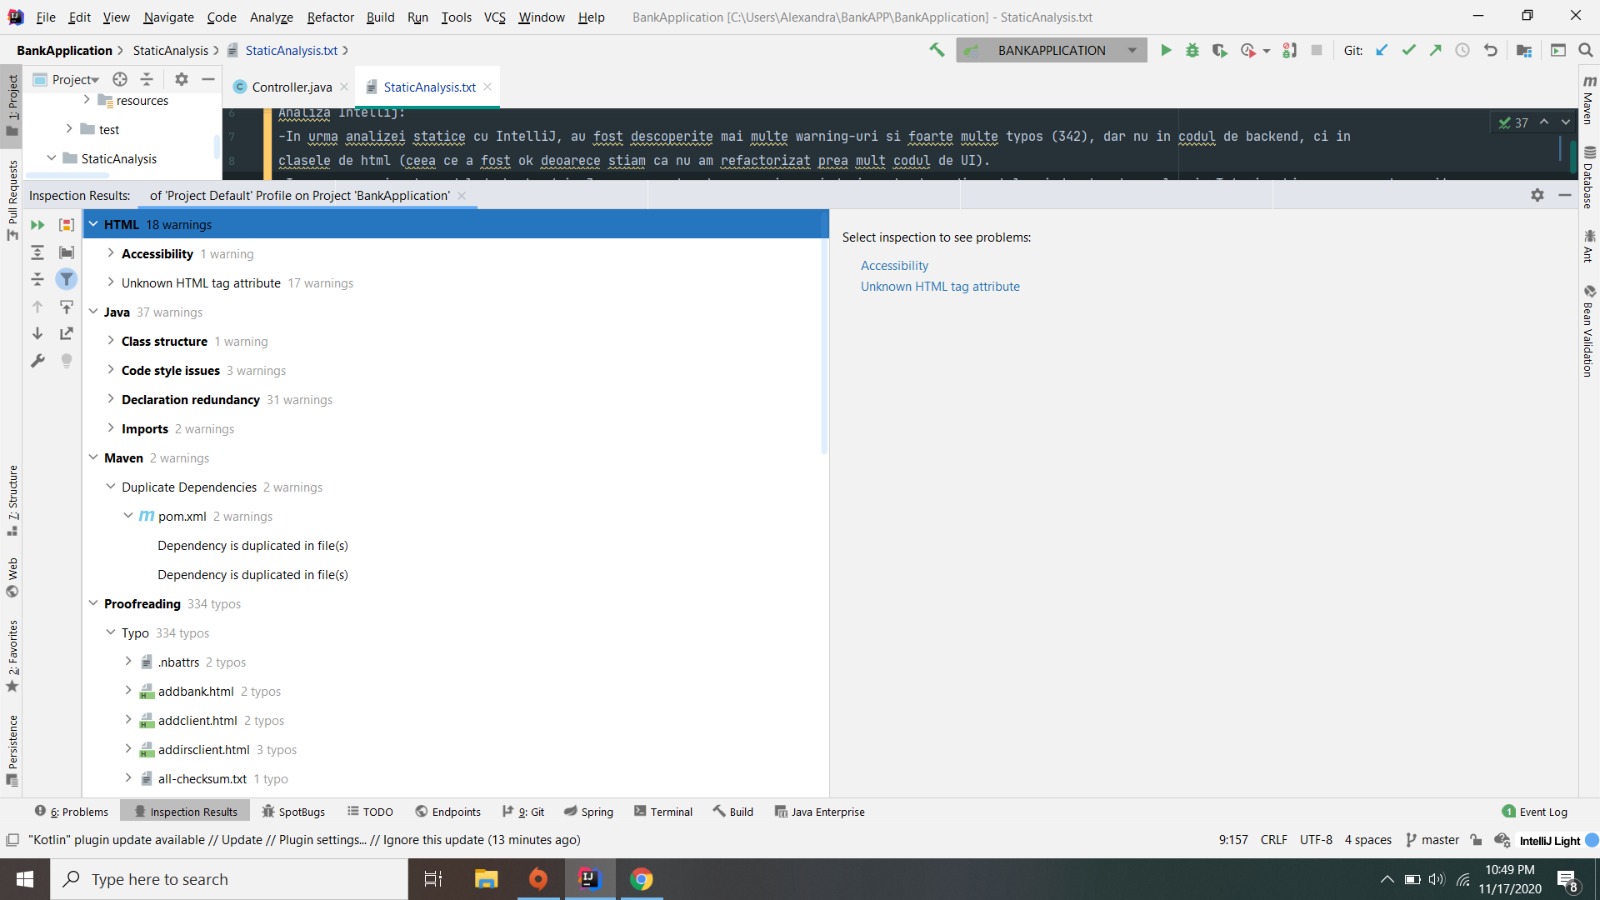 File Edit View Navigate Code Analyze Refactor Build Run Tools VCS Window Help BankApplication [C:\Users\Alexandra\BankAPP\BankApplication] - StaticAnalysis.txt
BankApplication StaticAnalysis StaticAnalysis.txt BANKAPPLICATION Git:
Project Controller.java StaticAnalysis.txt
resources
test
StaticAnalysis
6 Analiza Intellij:
7 -In urma analizei statice cu IntelliJ, au fost descoperite mai multe warning-uri si foarte multe typos (342), dar nu in codul de backend, ci in
8 clasele de html (ceea ce a fost ok deoarece stiam ca nu am refactorizat prea mult codul de UI).
37
Inspection Results: of 'Project Default' Profile on Project 'BankApplication'
HTML 18 warnings
Accessibility 1 warning
Unknown HTML tag attribute 17 warnings
Java 37 warnings
Class structure 1 warning
Code style issues 3 warnings
Declaration redundancy 31 warnings
Imports 2 warnings
Maven 2 warnings
Duplicate Dependencies 2 warnings
pom.xml 2 warnings
Dependency is duplicated in file(s)
Dependency is duplicated in file(s)
Proofreading 334 typos
Typo 334 typos
.nbattrs 2 typos
addbank.html 2 typos
addclient.html 2 typos
addirsclient.html 3 typos
all-checksum.txt 1 typo
Select inspection to see problems:
Accessibility
Unknown HTML tag attribute
1: Project
Pull Requests
7: Structure
Web
2: Favorites
Persistence
Maven
Database
Ant
Bean Validation
6: Problems Inspection Results SpotBugs TODO Endpoints 9: Git Spring Terminal Build Java Enterprise 1 Event Log
"Kotlin" plugin update available // Update // Plugin settings... // Ignore this update (13 minutes ago) 9:157 CRLF UTF-8 4 spaces master IntelliJ Light
Type here to search
10:49 PM
11/17/2020
8